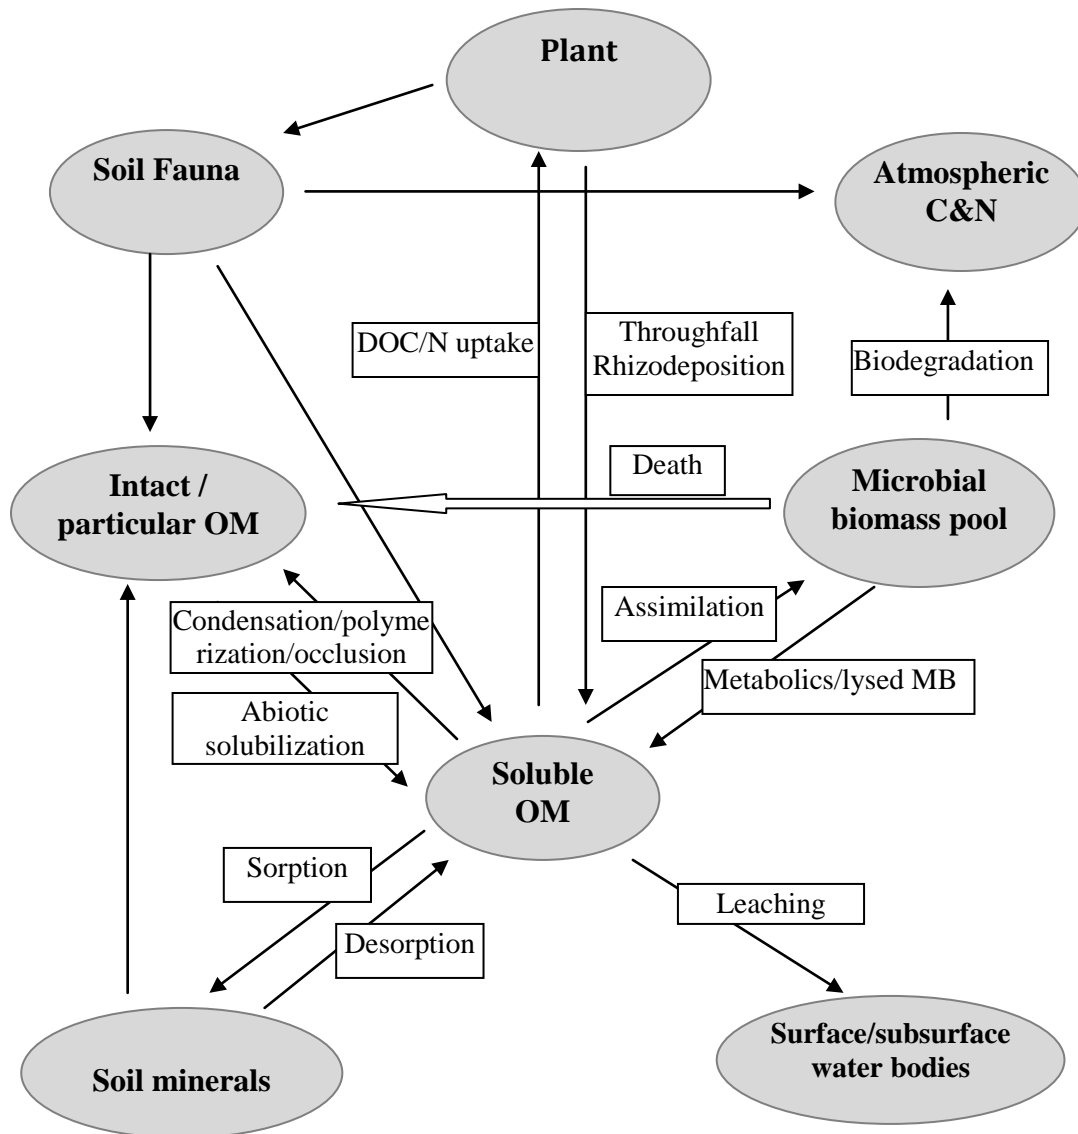 Plant
Soil Fauna
Atmospheric
C&N
DOC/N uptake
Throughfall
Rhizodeposition
Biodegradation
Death
Intact /
particular OM
Microbial
biomass pool
Assimilation
Condensation/polyme
rization/occlusion
Metabolics/lysed MB
Abiotic
solubilization
Soluble
OM
Sorption
Leaching
Desorption
Soil minerals
Surface/subsurface
water bodies